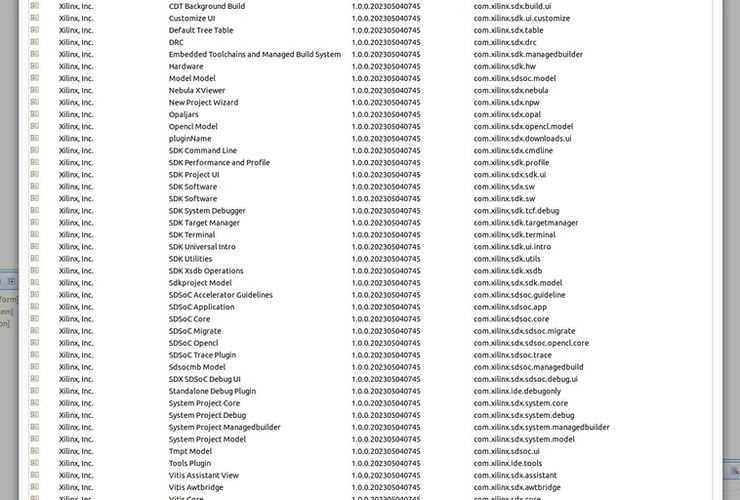 Xilinx, Inc. CDT Background Build 1.0.0.202305040745 com.xilinx.sdx.build.ui
Xilinx, Inc. Customize UI 1.0.0.202305040745 com.xilinx.sdk.ui.customize
Xilinx, Inc. Default Tree Table 1.0.0.202305040745 com.xilinx.sdx.table
Xilinx, Inc. DRC 1.0.0.202305040745 com.xilinx.sdx.drc
Xilinx, Inc. Embedded Toolchains and Managed Build System 1.0.0.202305040745 com.xilinx.sdk.managedbuilder
Xilinx, Inc. Hardware 1.0.0.202305040745 com.xilinx.sdk.hw
Xilinx, Inc. Model Model 1.0.0.202305040745 com.xilinx.sdsoc.model
Xilinx, Inc. Nebula XViewer 1.0.0.202305040745 com.xilinx.sdx.nebula
Xilinx, Inc. New Project Wizard 1.0.0.202305040745 com.xilinx.sdx.npw
Xilinx, Inc. Opaljars 1.0.0.202305040745 com.xilinx.sdx.opal
Xilinx, Inc. Opencl Model 1.0.0.202305040745 com.xilinx.sdx.opencl.model
Xilinx, Inc. pluginName 1.0.0.202305040745 com.xilinx.sdx.downloads.ui
Xilinx, Inc. SDK Command Line 1.0.0.202305040745 com.xilinx.sdx.cmdline
Xilinx, Inc. SDK Performance and Profile 1.0.0.202305040745 com.xilinx.sdk.profile
Xilinx, Inc. SDK Project UI 1.0.0.202305040745 com.xilinx.sdx.sdk.ui
Xilinx, Inc. SDK Software 1.0.0.202305040745 com.xilinx.sdx.sw
Xilinx, Inc. SDK Software 1.0.0.202305040745 com.xilinx.sdk.sw
Xilinx, Inc. SDK System Debugger 1.0.0.202305040745 com.xilinx.sdk.tcf.debug
Xilinx, Inc. SDK Target Manager 1.0.0.202305040745 com.xilinx.sdk.targetmanager
Xilinx, Inc. SDK Terminal 1.0.0.202305040745 com.xilinx.sdk.terminal
Xilinx, Inc. SDK Universal Intro 1.0.0.202305040745 com.xilinx.sdk.ui.intro
Xilinx, Inc. SDK Utilities 1.0.0.202305040745 com.xilinx.sdk.utils
Xilinx, Inc. SDK Xsdb Operations 1.0.0.202305040745 com.xilinx.sdk.xsdb
Xilinx, Inc. Sdkproject Model 1.0.0.202305040745 com.xilinx.sdx.sdk.model
Xilinx, Inc. SDSoC Accelerator Guidelines 1.0.0.202305040745 com.xilinx.sdsoc.guideline
Xilinx, Inc. SDSoC Application 1.0.0.202305040745 com.xilinx.sdsoc.app
Xilinx, Inc. SDSoC Core 1.0.0.202305040745 com.xilinx.sdsoc.core
Xilinx, Inc. SDSoC Migrate 1.0.0.202305040745 com.xilinx.sdx.sdsoc.migrate
Xilinx, Inc. SDSoC Opencl 1.0.0.202305040745 com.xilinx.sdsoc.opencl.core
Xilinx, Inc. SDSoC Trace Plugin 1.0.0.202305040745 com.xilinx.sdsoc.trace
Xilinx, Inc. Sdsocmb Model 1.0.0.202305040745 com.xilinx.sdsoc.managedbuild
Xilinx, Inc. SDX SDSoC Debug UI 1.0.0.202305040745 com.xilinx.sdx.sdsoc.debug.ui
Xilinx, Inc. Standalone Debug Plugin 1.0.0.202305040745 com.xilinx.ide.debugonly
Xilinx, Inc. System Project Core 1.0.0.202305040745 com.xilinx.sdx.system.core
Xilinx, Inc. System Project Debug 1.0.0.202305040745 com.xilinx.sdx.system.debug
Xilinx, Inc. System Project Managedbuilder 1.0.0.202305040745 com.xilinx.sdx.system.managedbuilder
Xilinx, Inc. System Project Model 1.0.0.202305040745 com.xilinx.sdx.system.model
Xilinx, Inc. Tmpt Model 1.0.0.202305040745 com.xilinx.sdsoc.ui
Xilinx, Inc. Tools Plugin 1.0.0.202305040745 com.xilinx.ide.tools
Xilinx, Inc. Vitis Assistant View 1.0.0.202305040745 com.xilinx.sdx.assistant
Xilinx, Inc. Vitis Awtbridge 1.0.0.202305040745 com.xilinx.sdx.awtbridge
Xilinx, Inc. Vitis Core 1.0.0.202305040745 com.xilinx.sdx.core